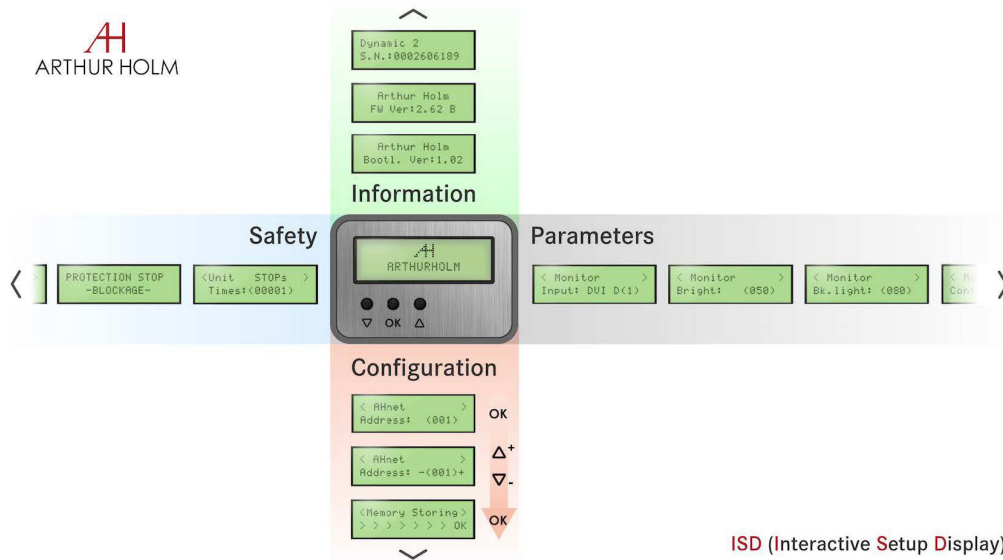 AH
ARTHUR HOLM
Dynamic 2
S.N.:0002606189
Arthur Holm
FW Ver:2.62 B
Arthur Holm
Bootl. Ver:1.02
Information
Safety
Parameters
PROTECTION STOP
-BLOCKAGE-
<Unit STOPs >
Times:(00001)
AH
ARTHURHOLM
▽ OK △
< Monitor >
Input: DVI D(1)
< Monitor >
Bright: (050)
< Monitor >
Bk.light: (080)
Configuration
< AHnet >
Address: (001)
OK
< AHnet >
Address: -(001)+
△+
▽-
<Memory Storing>
> > > > > > > OK
OK
ISD (Interactive Setup Display)